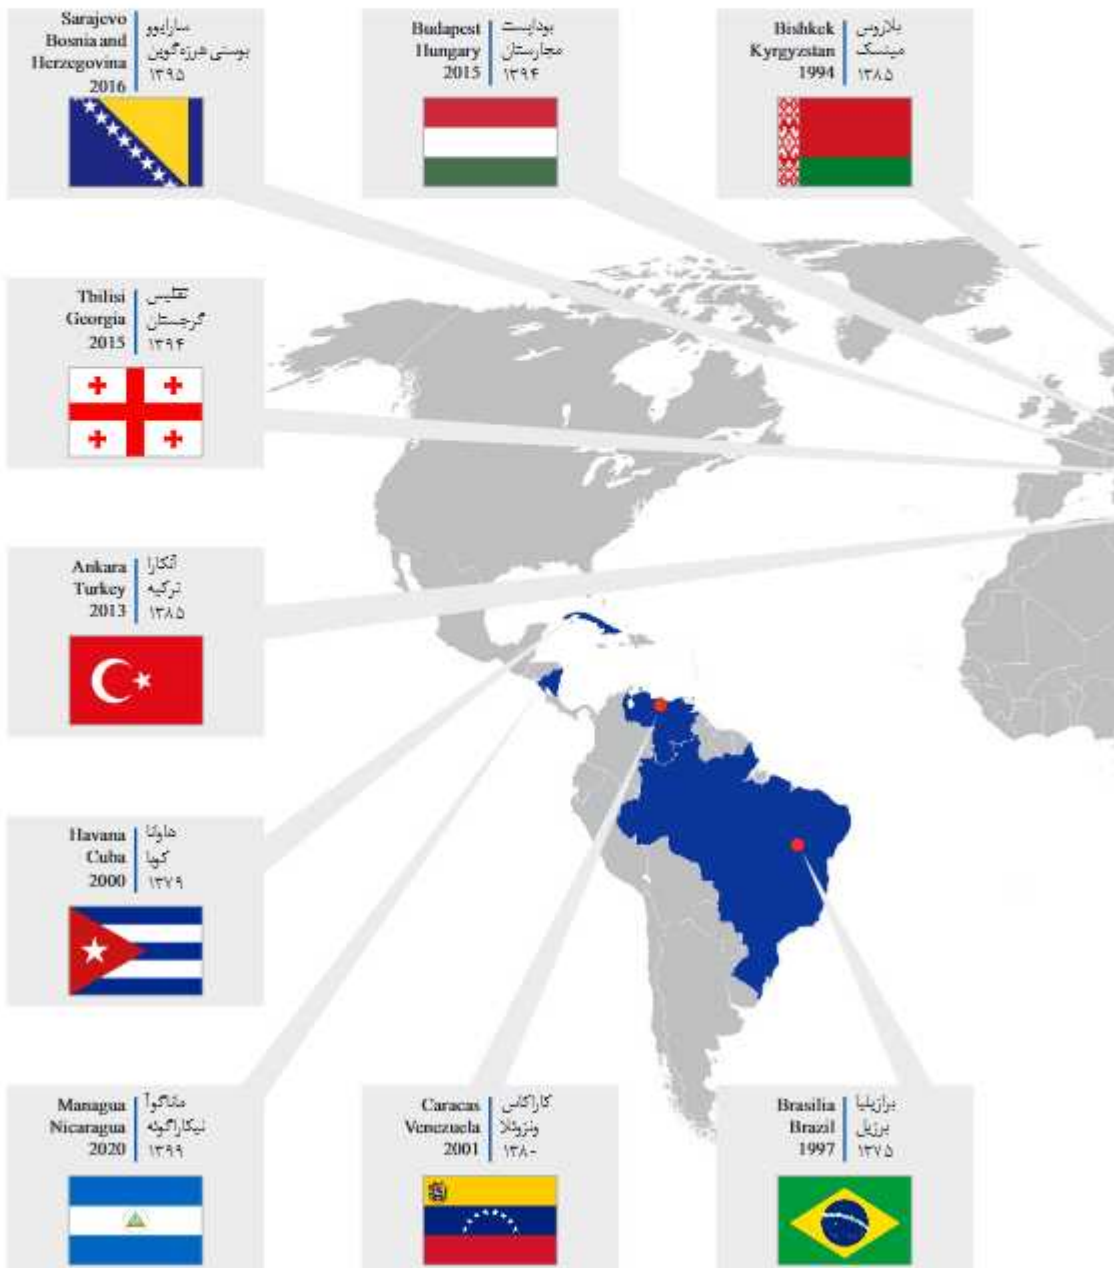 Sarajevo
Bosnia and
Herzegovina
2016
سارایوو
بوسنی هرزه‌گوین
۱۳۹۵
Budapest
Hungary
2015
بوداپست
مجارستان
۱۳۹۴
Bishkek
Kyrgyzstan
1994
بلاروس
مینسک
۱۳۸۵
Tbilisi
Georgia
2015
تفلیس
گرجستان
۱۳۹۴
Ankara
Turkey
2013
آنکارا
ترکیه
۱۳۸۵
Havana
Cuba
2000
هاوانا
کوبا
۱۳۷۹
Managua
Nicaragua
2020
ماناگوآ
نیکاراگوئه
۱۳۹۹
Caracas
Venezuela
2001
کاراکاس
ونزوئلا
۱۳۸۰
Brasilia
Brazil
1997
برازیلیا
برزیل
۱۳۷۵